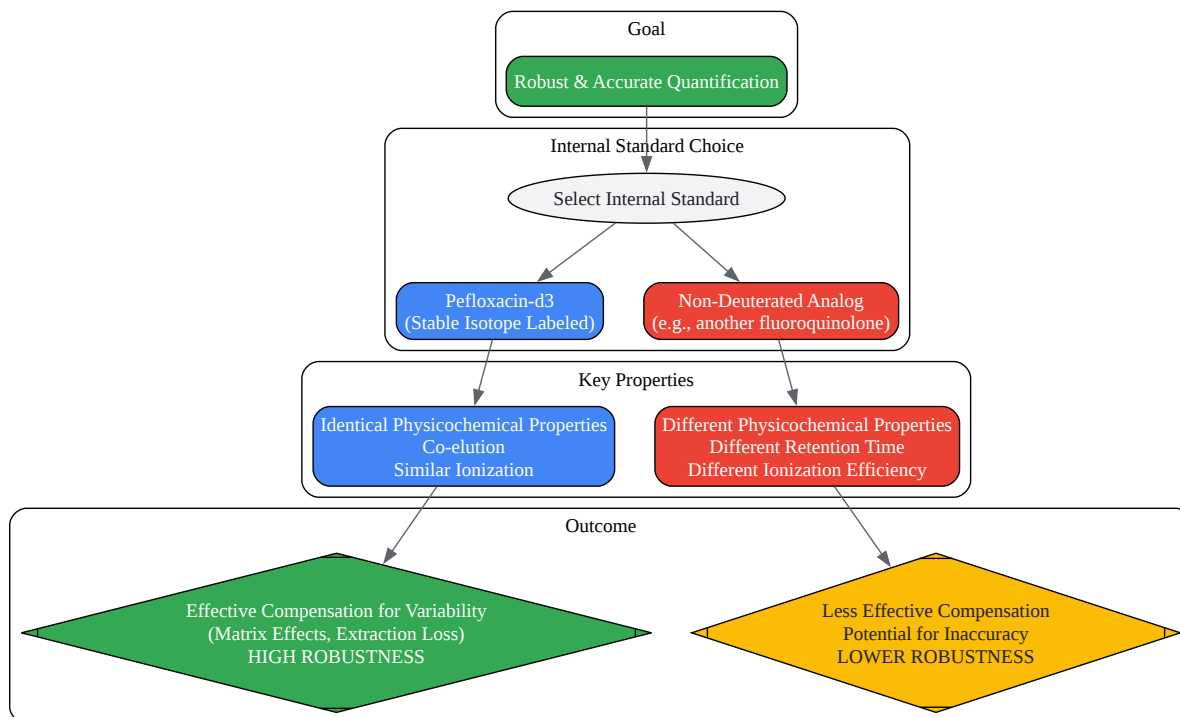 Goal
Robust & Accurate Quantification
Internal Standard Choice
Select Internal Standard
Pefloxacin-d3
(Stable Isotope Labeled)
Non-Deuterated Analog
(e.g., another fluoroquinolone)
Key Properties
Identical Physicochemical Properties
Co-elution
Similar Ionization
Different Physicochemical Properties
Different Retention Time
Different Ionization Efficiency
Outcome
Effective Compensation for Variability
(Matrix Effects, Extraction Loss)
HIGH ROBUSTNESS
Less Effective Compensation
Potential for Inaccuracy
LOWER ROBUSTNESS